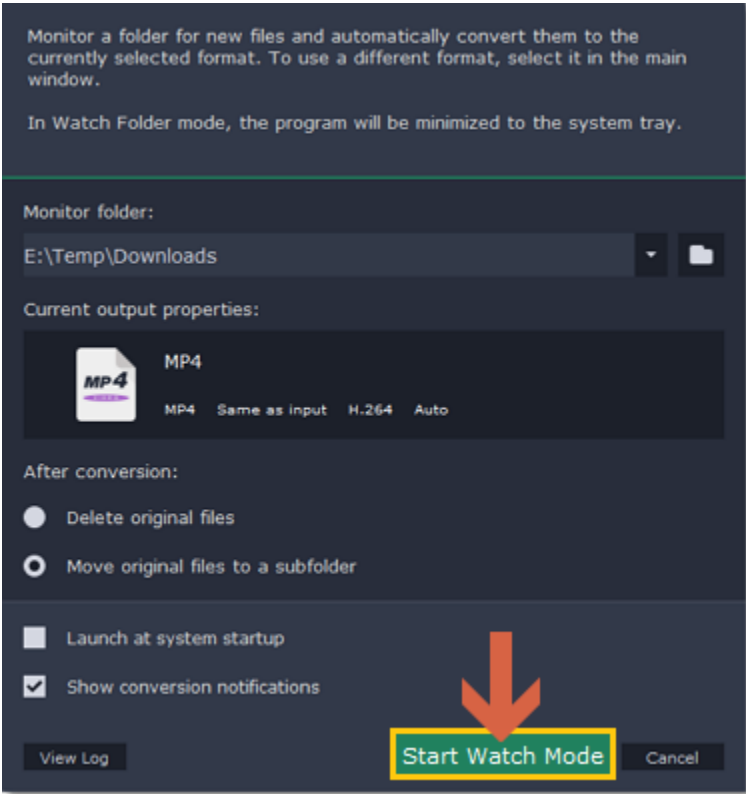 Monitor a folder for new files and automatically convert them to the
currently selected format. To use a different format, select it in the main
window.
In Watch Folder mode, the program will be minimized to the system tray.
Monitor folder:
E:\Temp\Downloads
Current output properties:
MP4
MP4
MP4 Same as input H.264 Auto
After conversion:
Delete original files
Move original files to a subfolder
Launch at system startup
Show conversion notifications
View Log Start Watch Mode Cancel